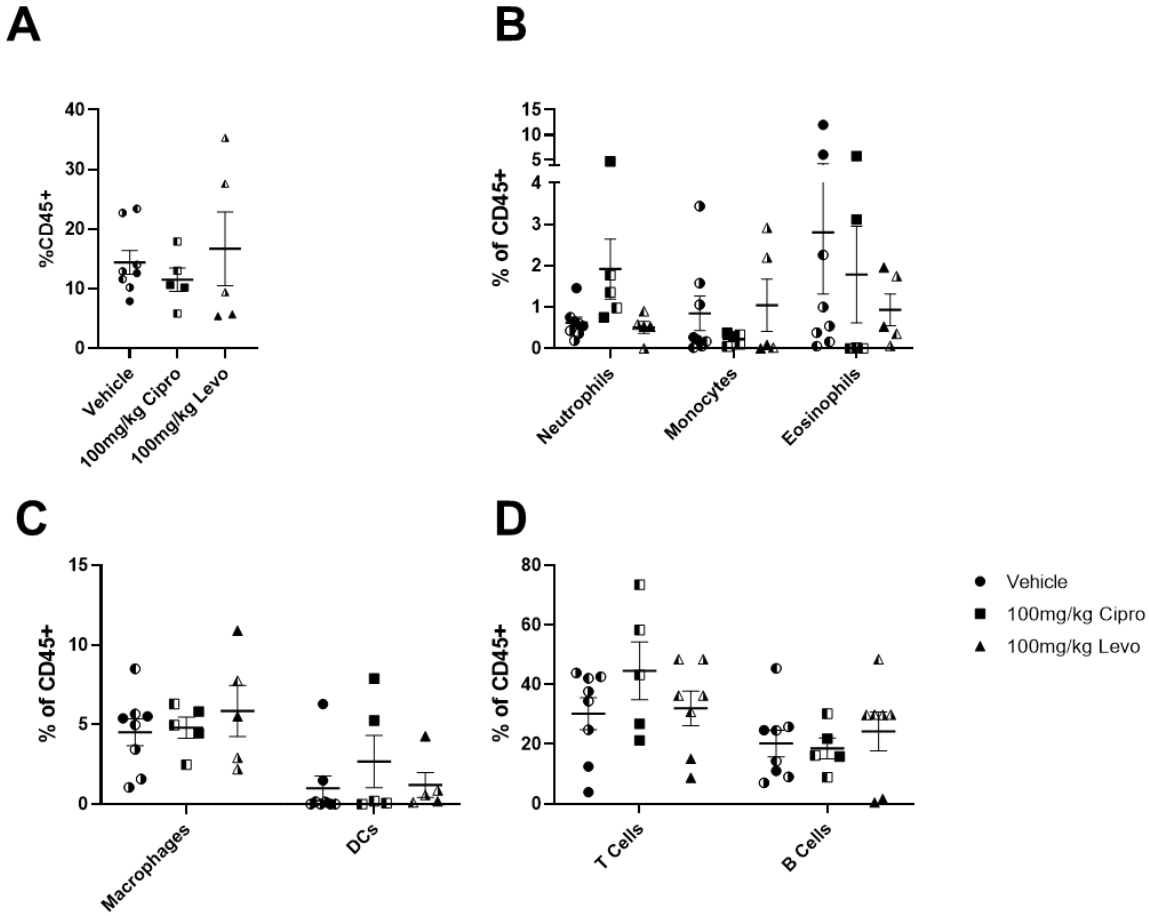 A
%CD45+
40
30
20
10
0
Vehicle
100mg/kg Cipro
100mg/kg Levo
B
% of CD45+
15
10
5
4
3
2
1
0
Neutrophils
Monocytes
Eosinophils
C
% of CD45+
15
10
5
0
Macrophages
DCs
D
% of CD45+
80
60
40
20
0
T Cells
B Cells
Vehicle
100mg/kg Cipro
100mg/kg Levo